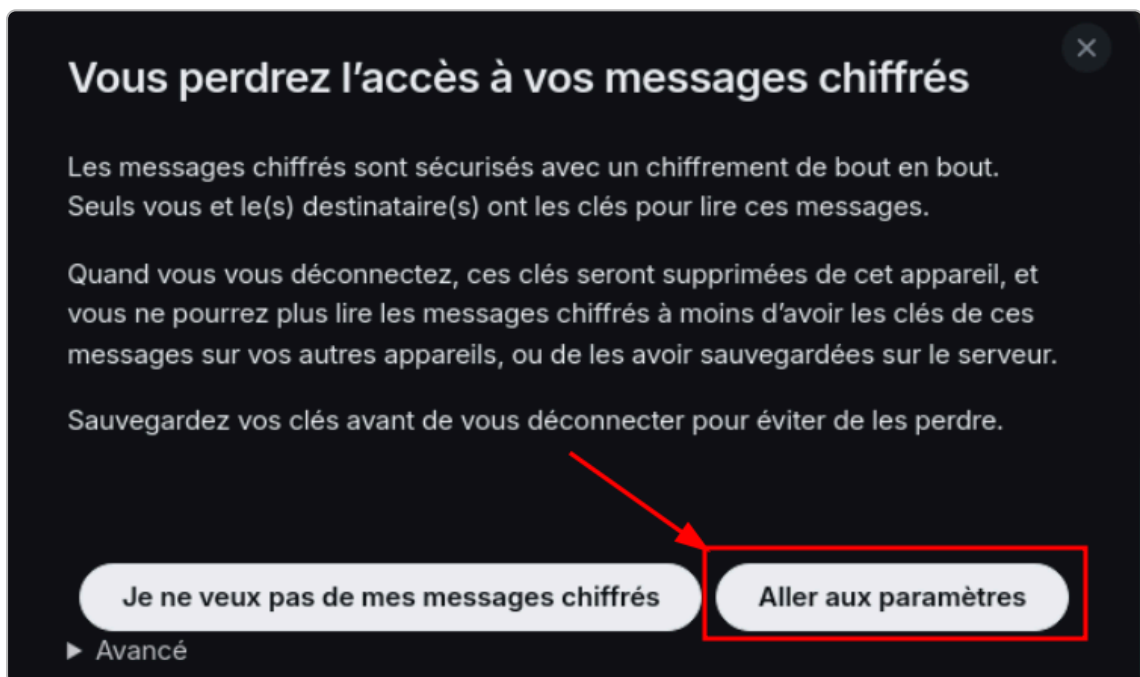 Vous perdrez l’accès à vos messages chiffrés
Les messages chiffrés sont sécurisés avec un chiffrement de bout en bout.
Seuls vous et le(s) destinataire(s) ont les clés pour lire ces messages.
Quand vous vous déconnectez, ces clés seront supprimées de cet appareil, et
vous ne pourrez plus lire les messages chiffrés à moins d’avoir les clés de ces
messages sur vos autres appareils, ou de les avoir sauvegardées sur le serveur.
Sauvegardez vos clés avant de vous déconnecter pour éviter de les perdre.
Je ne veux pas de mes messages chiffrés
Aller aux paramètres
Avancé